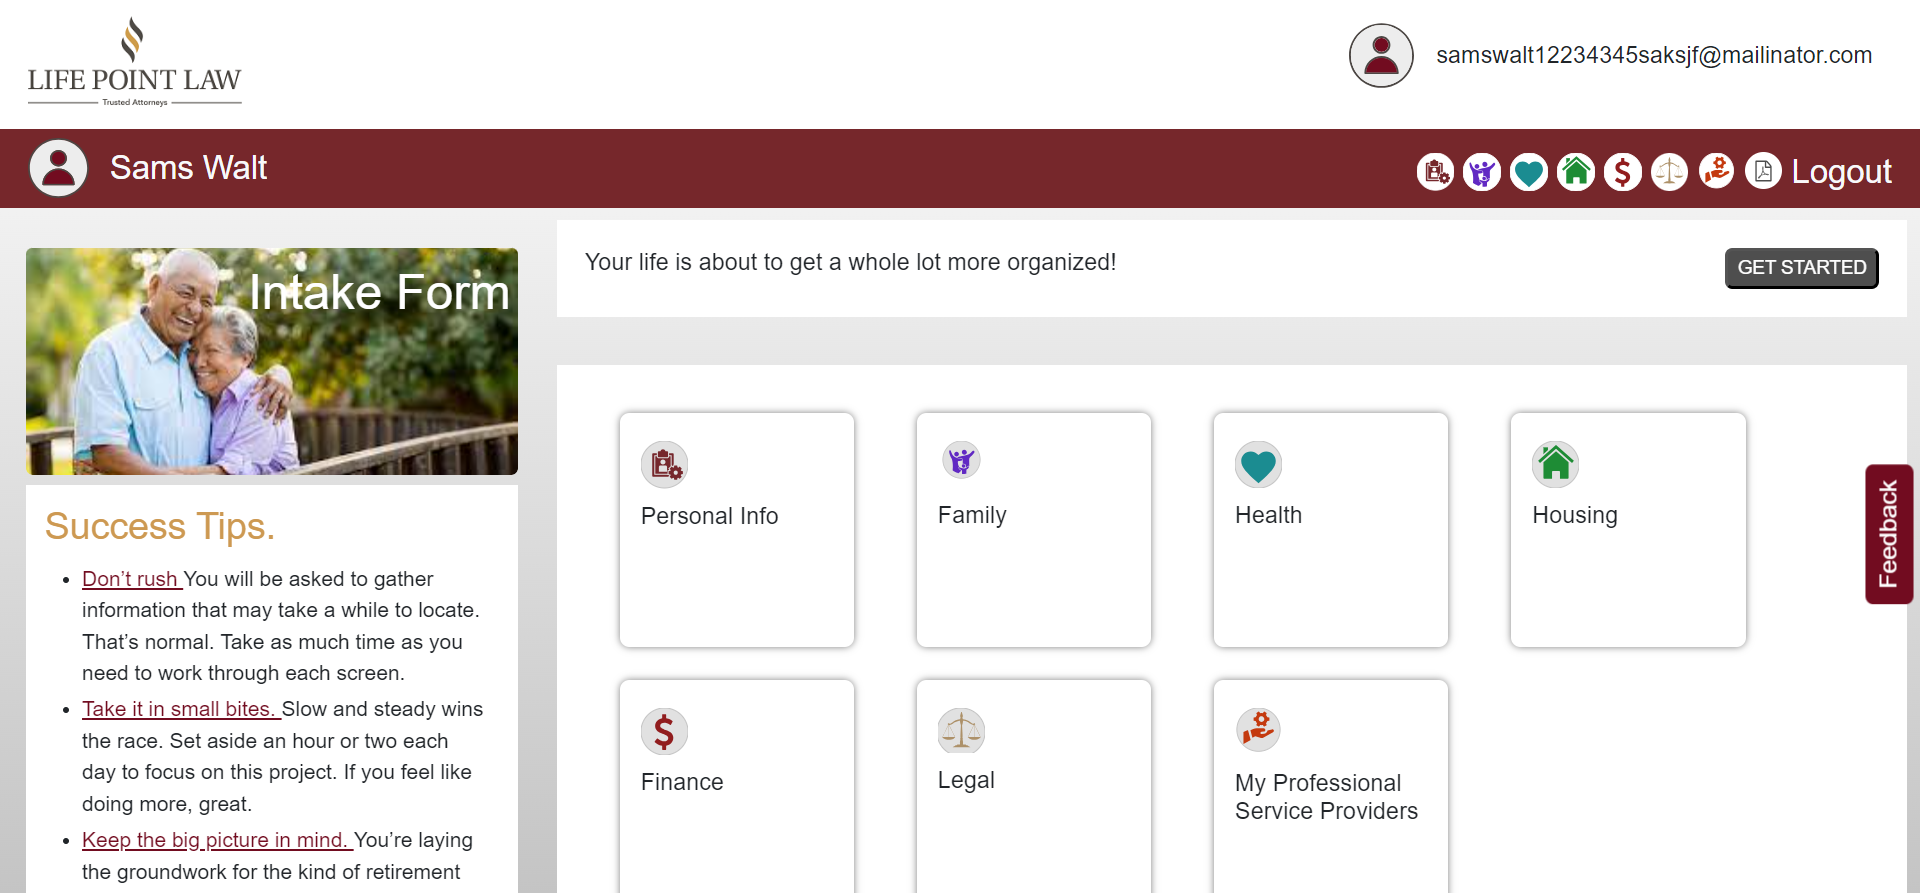 LIFE POINT LAW
Trusted Attorneys
samswalt12234345saksjf@mailinator.com
Sams Walt
Logout
Intake Form
Success Tips.
Don’t rush You will be asked to gather
information that may take a while to locate.
That’s normal. Take as much time as you
need to work through each screen.
Take it in small bites. Slow and steady wins
the race. Set aside an hour or two each
day to focus on this project. If you feel like
doing more, great.
Keep the big picture in mind. You’re laying
the groundwork for the kind of retirement
Your life is about to get a whole lot more organized!
GET STARTED
Personal Info
Family
Health
Housing
Finance
Legal
My Professional
Service Providers
Feedback